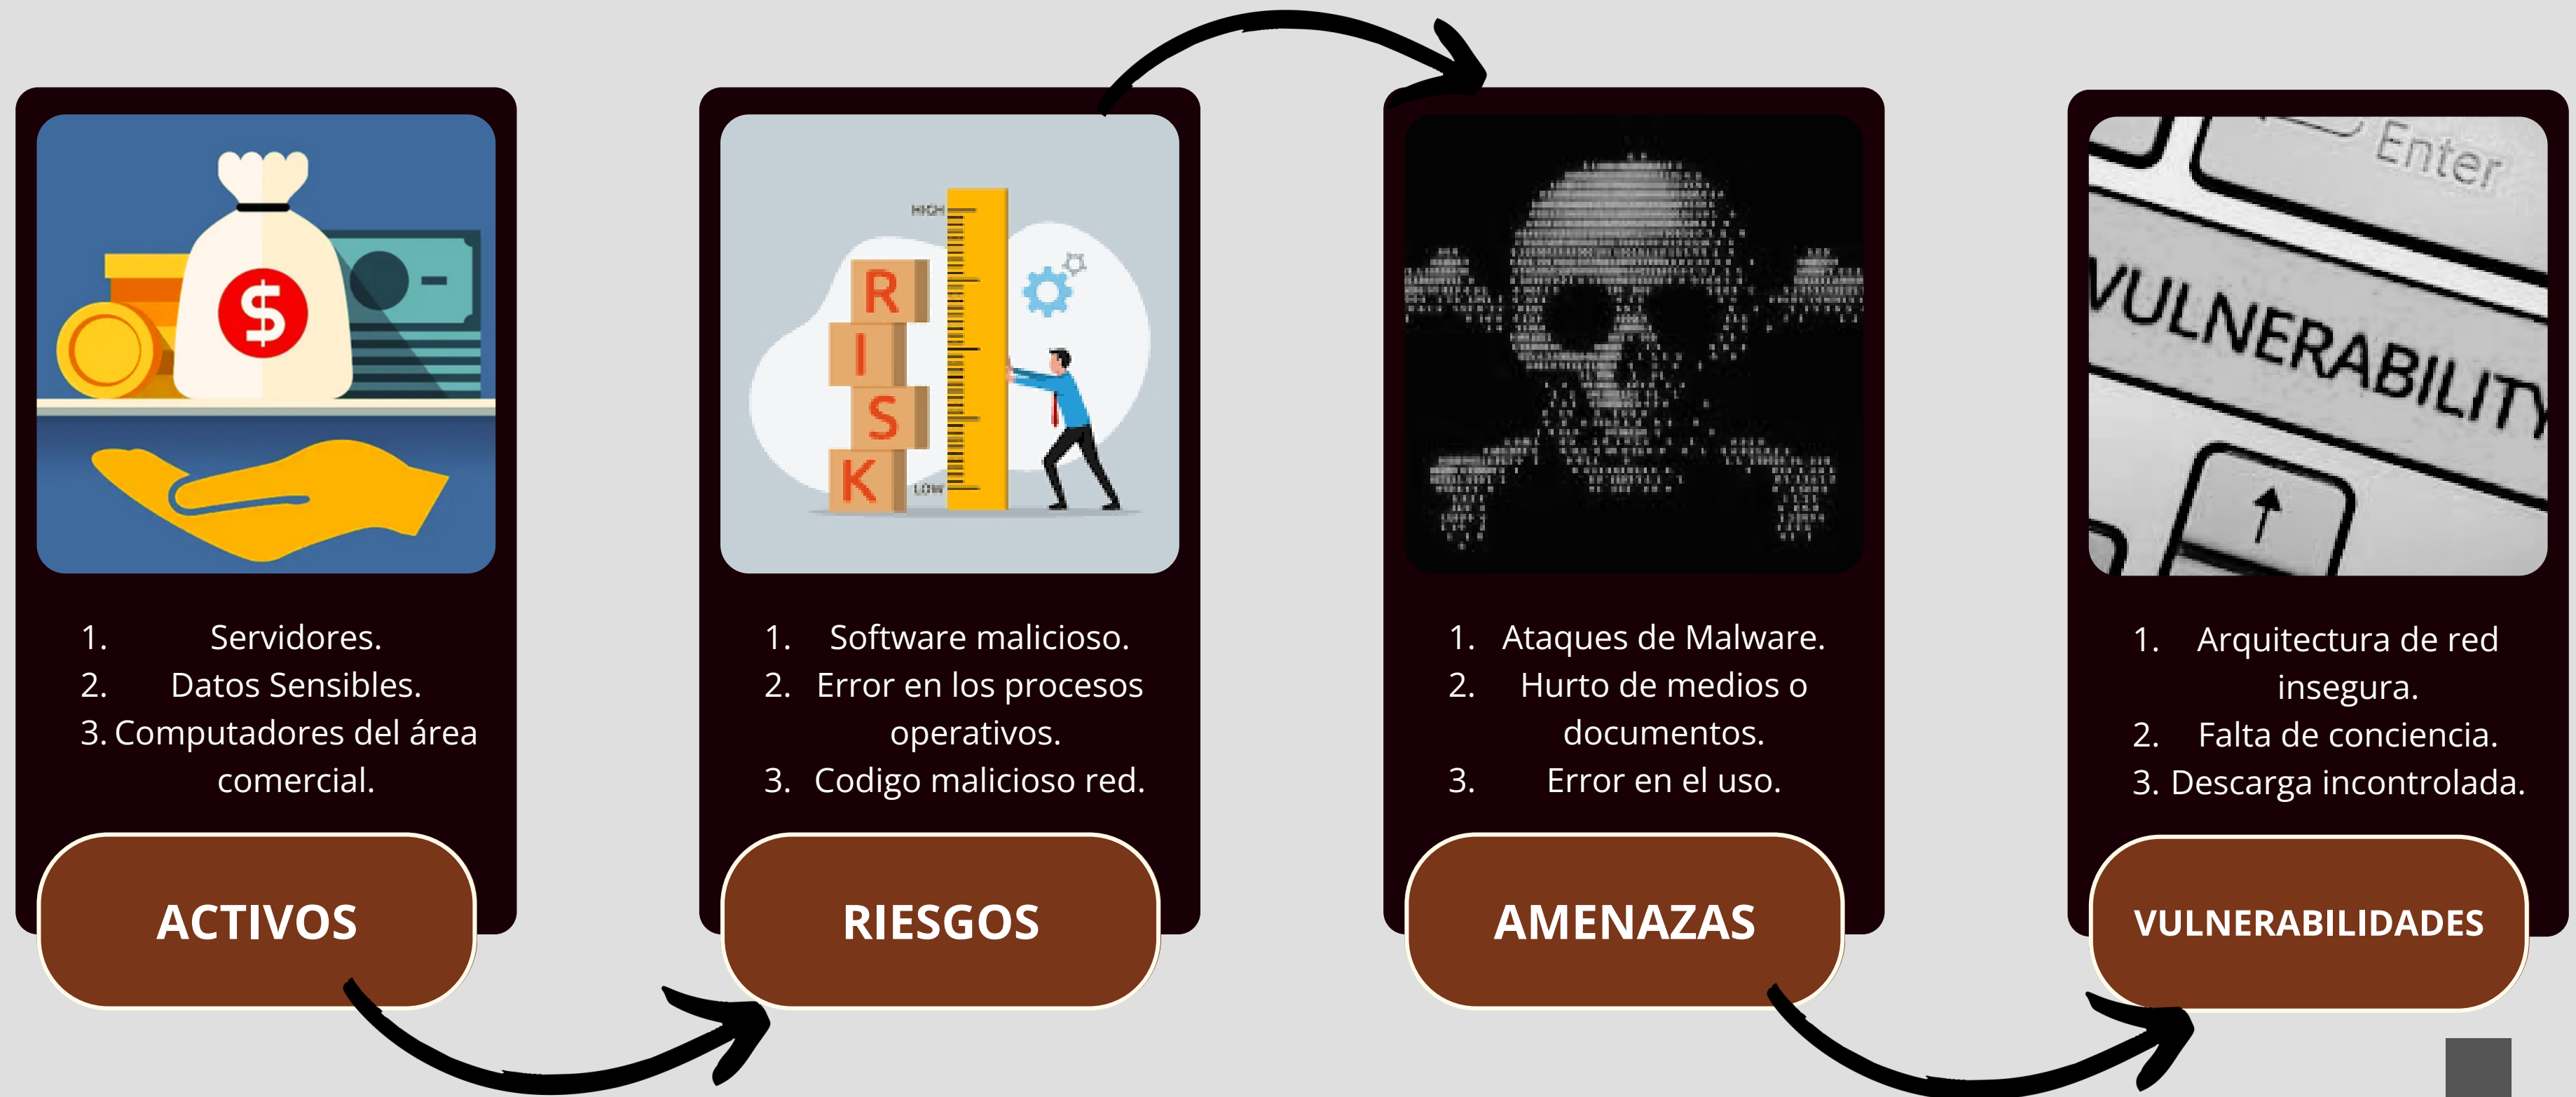 HIGH
R
I
S
K
LOW
$
Enter
VULNERABILITY
1. Servidores.
2. Datos Sensibles.
3. Computadores del área
comercial.
ACTIVOS
1. Software malicioso.
2. Error en los procesos
operativos.
3. Codigo malicioso red.
RIESGOS
1. Ataques de Malware.
2. Hurto de medios o
documentos.
3. Error en el uso.
AMENAZAS
1. Arquitectura de red
insegura.
2. Falta de conciencia.
3. Descarga incontrolada.
VULNERABILIDADES